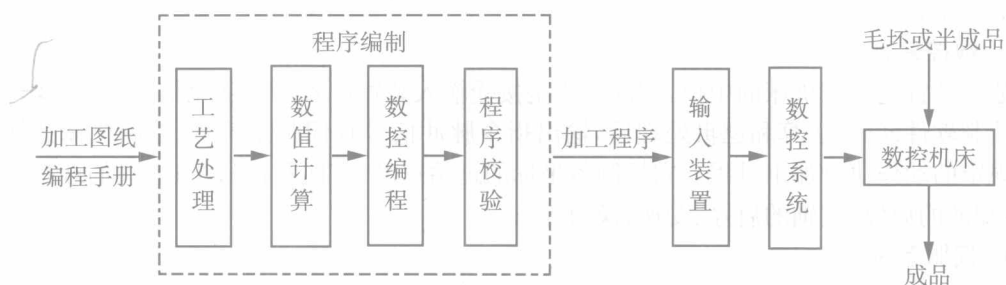 程序编制
毛坯或半成品
加工图纸
编程手册
工艺处理
数值计算
数控编程
程序校验
加工程序
输入装置
数控系统
数控机床
成品